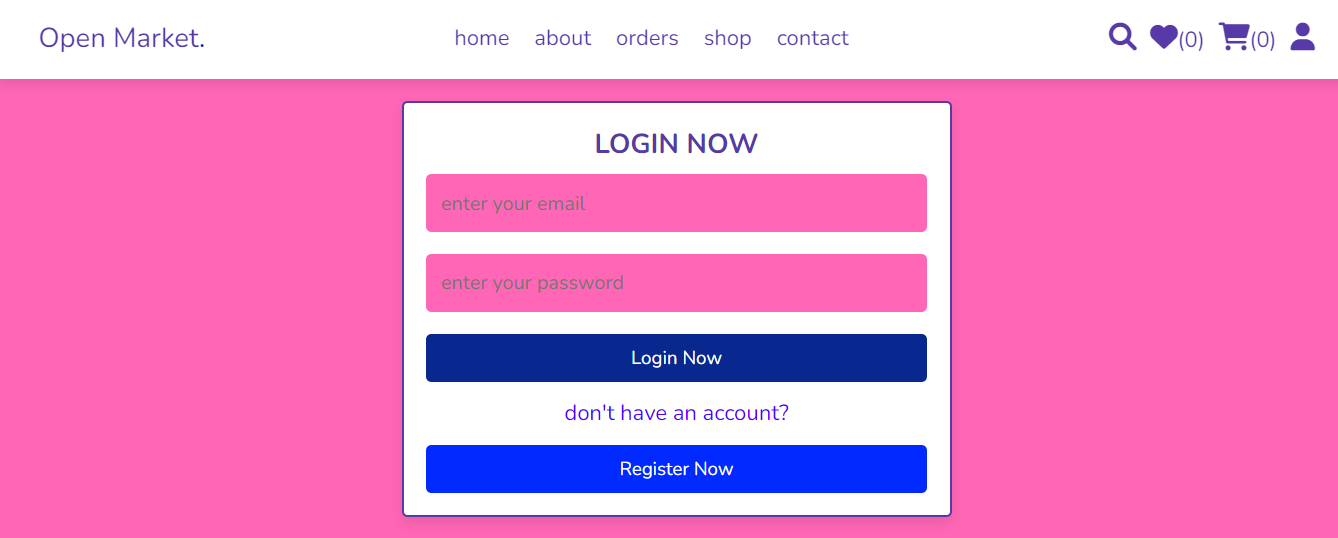 Open Market. home about orders shop contact (0) (0)
LOGIN NOW
enter your email
enter your password
Login Now
don't have an account?
Register Now